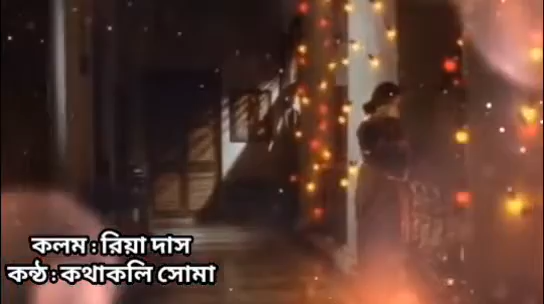 কলম : রিয়া দাস
কন্ঠ : কথাকলি সোমা